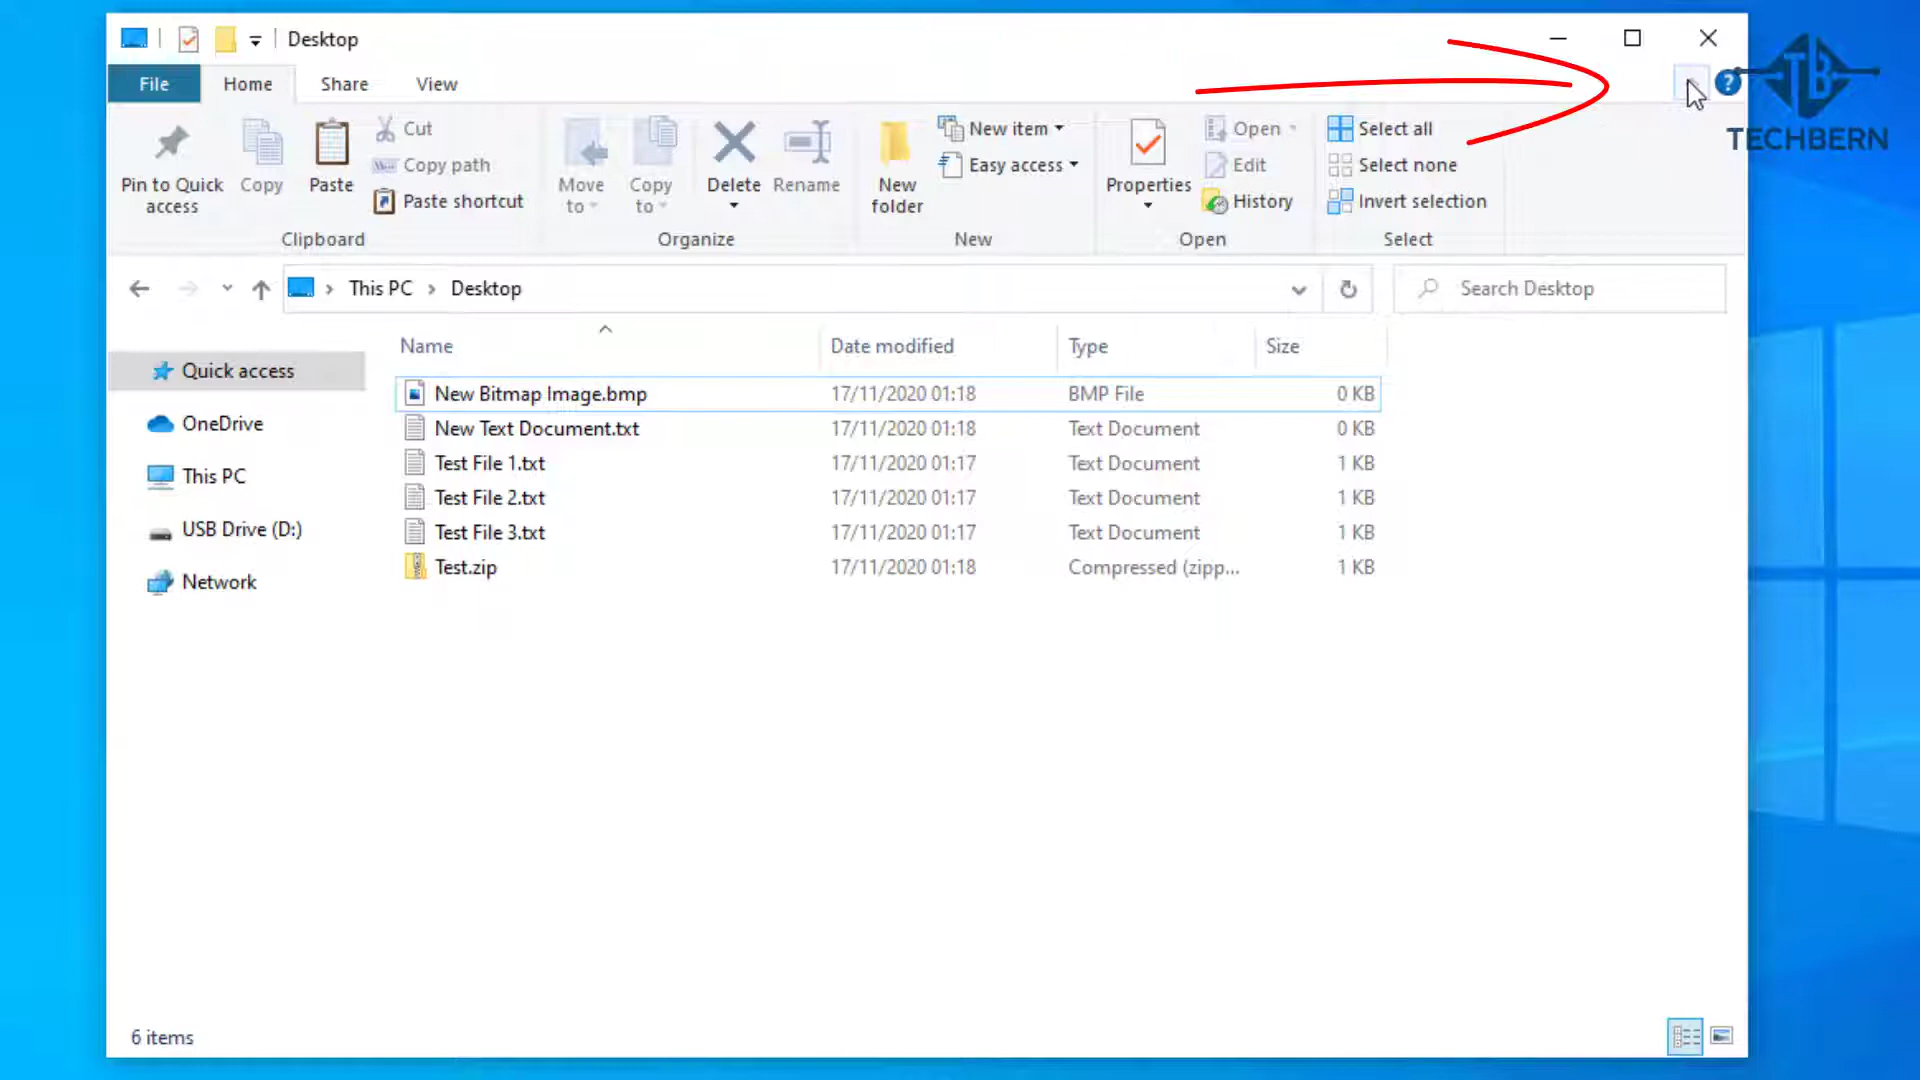 Desktop
File Home Share View
?
TB
TECHBERN
Pin to Quick access
Copy
Paste
Cut
Copy path
Paste shortcut
Clipboard
Move to
Copy to
Delete
Rename
Organize
New folder
New item
Easy access
New
Properties
Open
Edit
History
Open
Select all
Select none
Invert selection
Select
This PC > Desktop
Search Desktop
Quick access
OneDrive
This PC
USB Drive (D:)
Network
Name Date modified Type Size
New Bitmap Image.bmp 17/11/2020 01:18 BMP File 0 KB
New Text Document.txt 17/11/2020 01:18 Text Document 0 KB
Test File 1.txt 17/11/2020 01:17 Text Document 1 KB
Test File 2.txt 17/11/2020 01:17 Text Document 1 KB
Test File 3.txt 17/11/2020 01:17 Text Document 1 KB
Test.zip 17/11/2020 01:18 Compressed (zipp... 1 KB
6 items